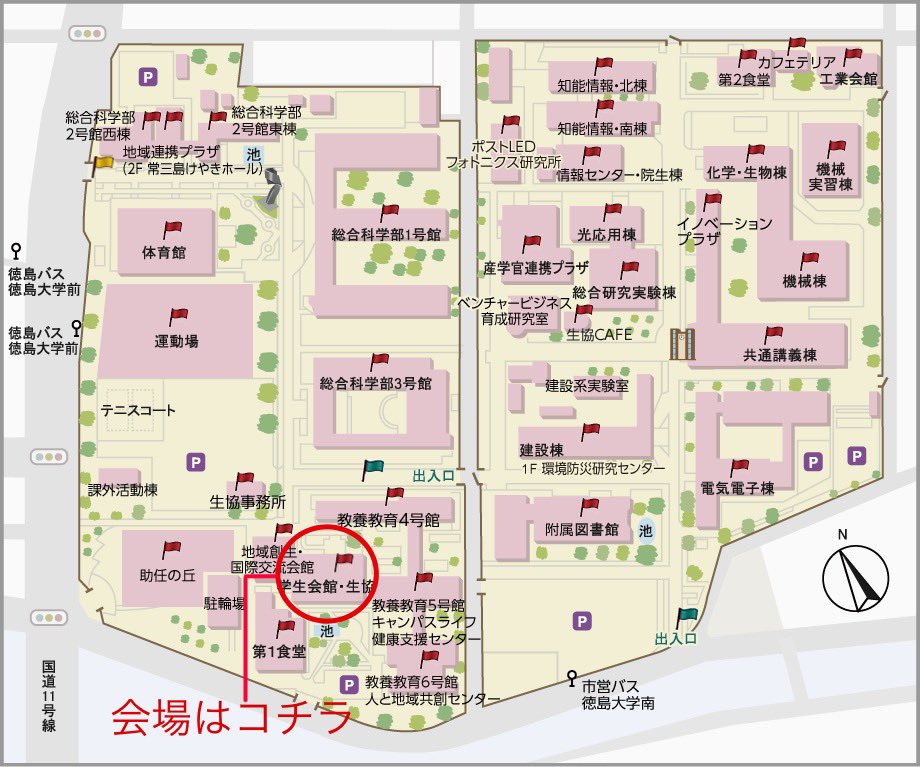 P
総合科学部
2号館西棟
総合科学部
2号館東棟
地域連携プラザ
(2F 常三島けやきホール)
池
体育館
総合科学部1号館
徳島バス
徳島大学前
徳島バス
徳島大学前
運動場
総合科学部3号館
テニスコート
P
課外活動棟
生協事務所
出入口
教養教育4号館
地域創生・
国際交流会館
助任の丘
学生会館・生協
駐輪場
教養教育5号館
キャンパスライフ
健康支援センター
池
第1食堂
教養教育6号館
人と地域共創センター
P
国道11号線
会場はコチラ
知能情報・北棟
知能情報・南棟
ポストLED
フォトニクス研究所
情報センター・院生棟
第2食堂
カフェテリア
工業会館
化学・生物棟
機械
実習棟
光応用棟
イノベーション
プラザ
産学官連携プラザ
総合研究実験棟
機械棟
ベンチャービジネス
育成研究室
生協CAFE
共通講義棟
建設系実験室
建設棟
1F 環境防災研究センター
電気電子棟
P
P
附属図書館
池
N
P
出入口
市営バス
徳島大学南